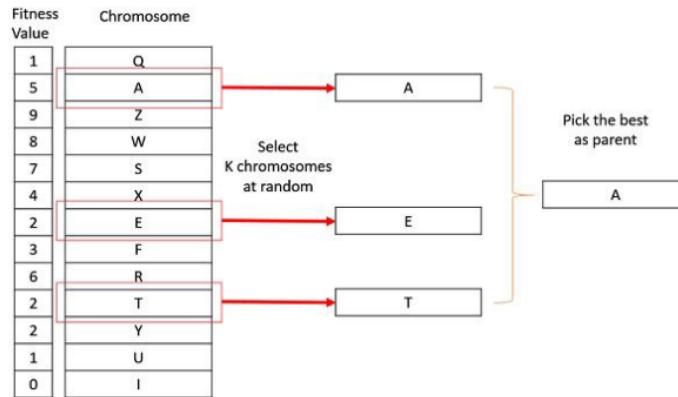 Fitness
Value
Chromosome
1 Q
5 A
9 Z
8 W
7 S
4 X
2 E
3 F
6 R
2 T
2 Y
1 U
0 I
Select
K chromosomes
at random
A
E
T
Pick the best
as parent
A